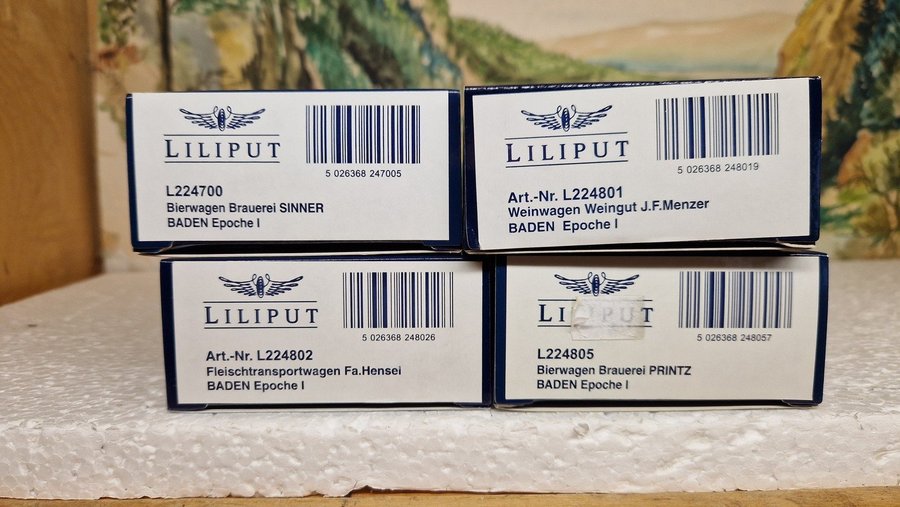 LILIPUT
5 026368 247005
L224700
Bierwagen Brauerei SINNER
BADEN Epoche I
LILIPUT
5 026368 248019
Art.-Nr. L224801
Weinwagen Weingut J.F.Menzer
BADEN Epoche I
LILIPUT
5 026368 248026
Art.-Nr. L224802
Fleischtransportwagen Fa.Hensei
BADEN Epoche I
LILIPUT
5 026368 248057
L224805
Bierwagen Brauerei PRINTZ
BADEN Epoche I